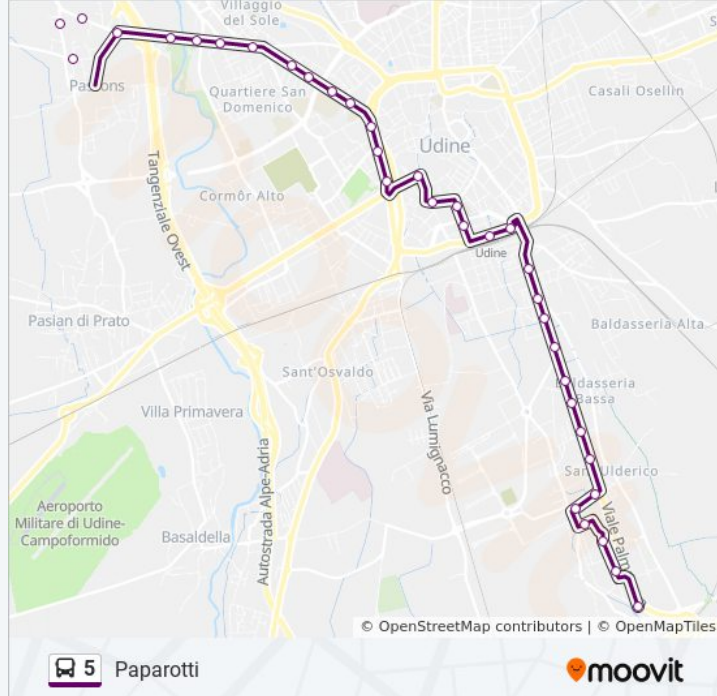 Villaggio
del Sole
Passons
Quartiere San
Domenico
Casali Osellin
Udine
Tangenziale Ovest
Cormôr Alto
Udine
Pasian di Prato
Baldasseria Alta
Sant'Osvaldo
Baldasseria
Bassa
Villa Primavera
Via Lumignacco
Autostrada Alpe-Adria
San Ulderico
Aeroporto
Militare di Udine-
Campoformido
Basaldella
Viale Palm
© OpenStreetMap contributors | © OpenMapTiles
5 Paparotti
moovit